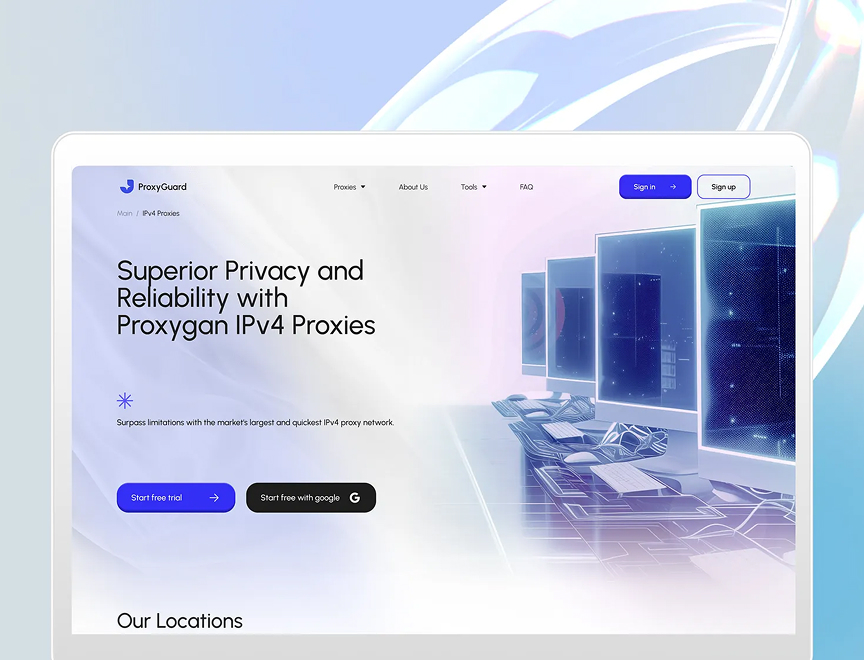 ProxyGuard
Proxies
About Us
Tools
FAQ
Sign in
Sign up
Main / IPv4 Proxies
Superior Privacy and
Reliability with
Proxygan IPv4 Proxies
Surpass limitations with the market's largest and quickest IPv4 proxy network.
Start free trial
Start free with google
Our Locations